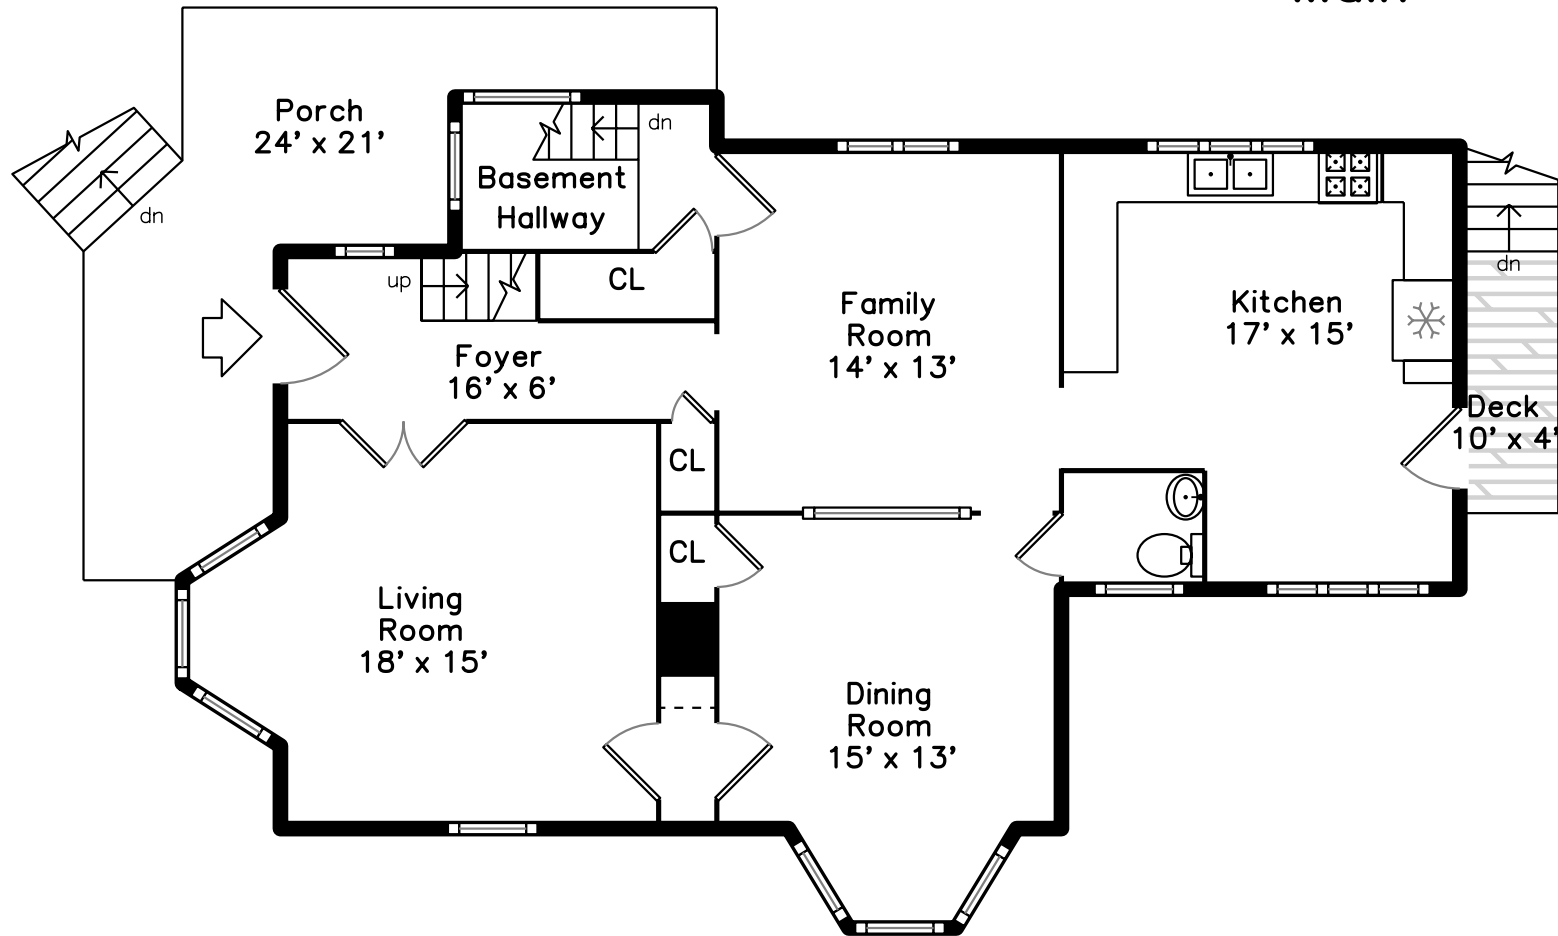 Porch
24' x 21'
dn
Basement
Hallway
dn
up
CL
Foyer
16' x 6'
Family
Room
14' x 13'
Kitchen
17' x 15'
dn
Deck
10' x 4'
CL
CL
Living
Room
18' x 15'
Dining
Room
15' x 13'